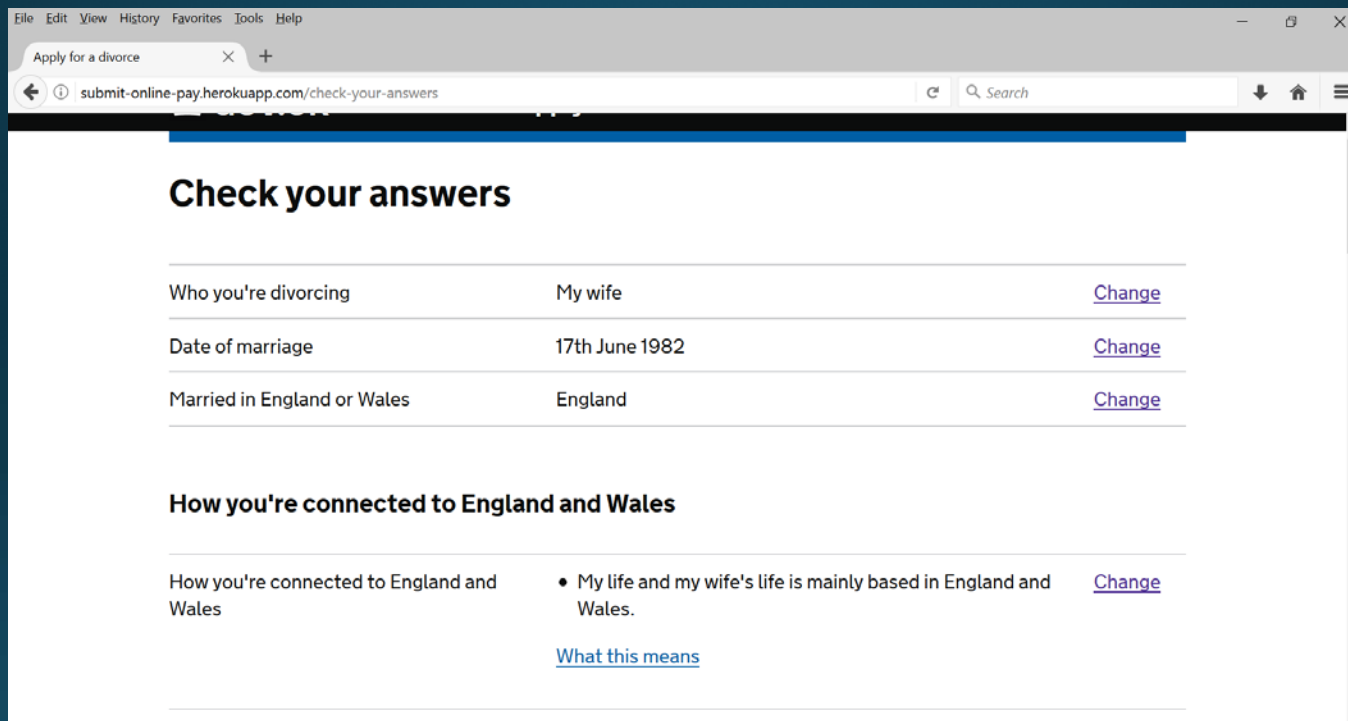 File Edit View History Favorites Tools Help
Apply for a divorce
submit-online-pay.herokuapp.com/check-your-answers
Search
Check your answers
Who you're divorcing My wife Change
Date of marriage 17th June 1982 Change
Married in England or Wales England Change
How you're connected to England and Wales
How you're connected to England and • My life and my wife's life is mainly based in England and Change
Wales Wales.
What this means